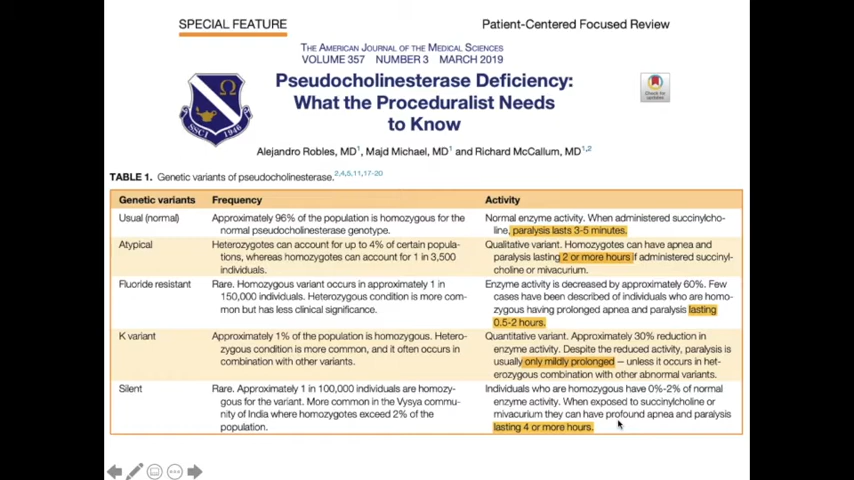 SPECIAL FEATURE
Patient-Centered Focused Review
THE AMERICAN JOURNAL OF THE MEDICAL SCIENCES
VOLUME 357 NUMBER 3 MARCH 2019
Pseudocholinesterase Deficiency:
What the Proceduralist Needs
to Know
Ω
SSCI 1946
Check for
updates
Alejandro Robles, MD1, Majd Michael, MD1 and Richard McCallum, MD1,2
TABLE 1. Genetic variants of pseudocholinesterase.2,4,5,11,17-20
Genetic variants Frequency Activity
Usual (normal)
Approximately 96% of the population is homozygous for the
normal pseudocholinesterase genotype.
Normal enzyme activity. When administered succinylcho-
line, paralysis lasts 3-5 minutes.
Atypical
Heterozygotes can account for up to 4% of certain popula-
tions, whereas homozygotes can account for 1 in 3,500
individuals.
Qualitative variant. Homozygotes can have apnea and
paralysis lasting 2 or more hours if administered succinyl-
choline or mivacurium.
Fluoride resistant
Rare. Homozygous variant occurs in approximately 1 in
150,000 individuals. Heterozygous condition is more com-
mon but has less clinical significance.
Enzyme activity is decreased by approximately 60%. Few
cases have been described of individuals who are homo-
zygous having prolonged apnea and paralysis lasting
0.5-2 hours.
K variant
Approximately 1% of the population is homozygous. Hetero-
zygous condition is more common, and it often occurs in
combination with other variants.
Quantitative variant. Approximately 30% reduction in
enzyme activity. Despite the reduced activity, paralysis is
usually only mildly prolonged — unless it occurs in het-
erozygous combination with other abnormal variants.
Silent
Rare. Approximately 1 in 100,000 individuals are homozy-
gous for the variant. More common in the Vysya commu-
nity of India where homozygotes exceed 2% of the
population.
Individuals who are homozygous have 0%-2% of normal
enzyme activity. When exposed to succinylcholine or
mivacurium they can have profound apnea and paralysis
lasting 4 or more hours.